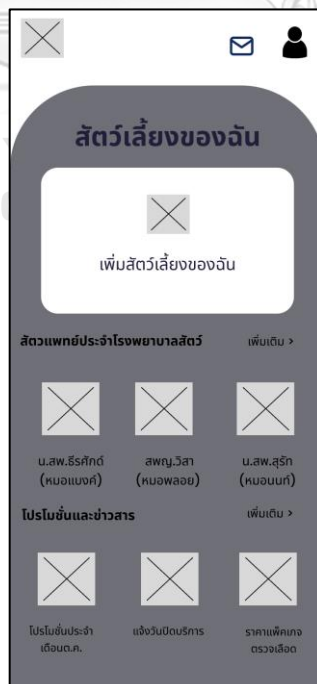 สัตว์เลี้ยงของฉัน
เพิ่มสัตว์เลี้ยงของฉัน
สัตวแพทย์ประจำโรงพยาบาลสัตว์ เพิ่มเติม >
น.สพ.ธีรศักด์ สพญ.วิสา น.สพ.สุรัท
(หมอแบงค์) (หมอพลอย) (หมอนนท์)
โปรโมชั่นและข่าวสาร เพิ่มเติม >
โปรโมชั่นประจำ แจ้งวันปิดบริการ ราคาแพ็คเกจ
เดือนต.ค. ตรวจเลือด